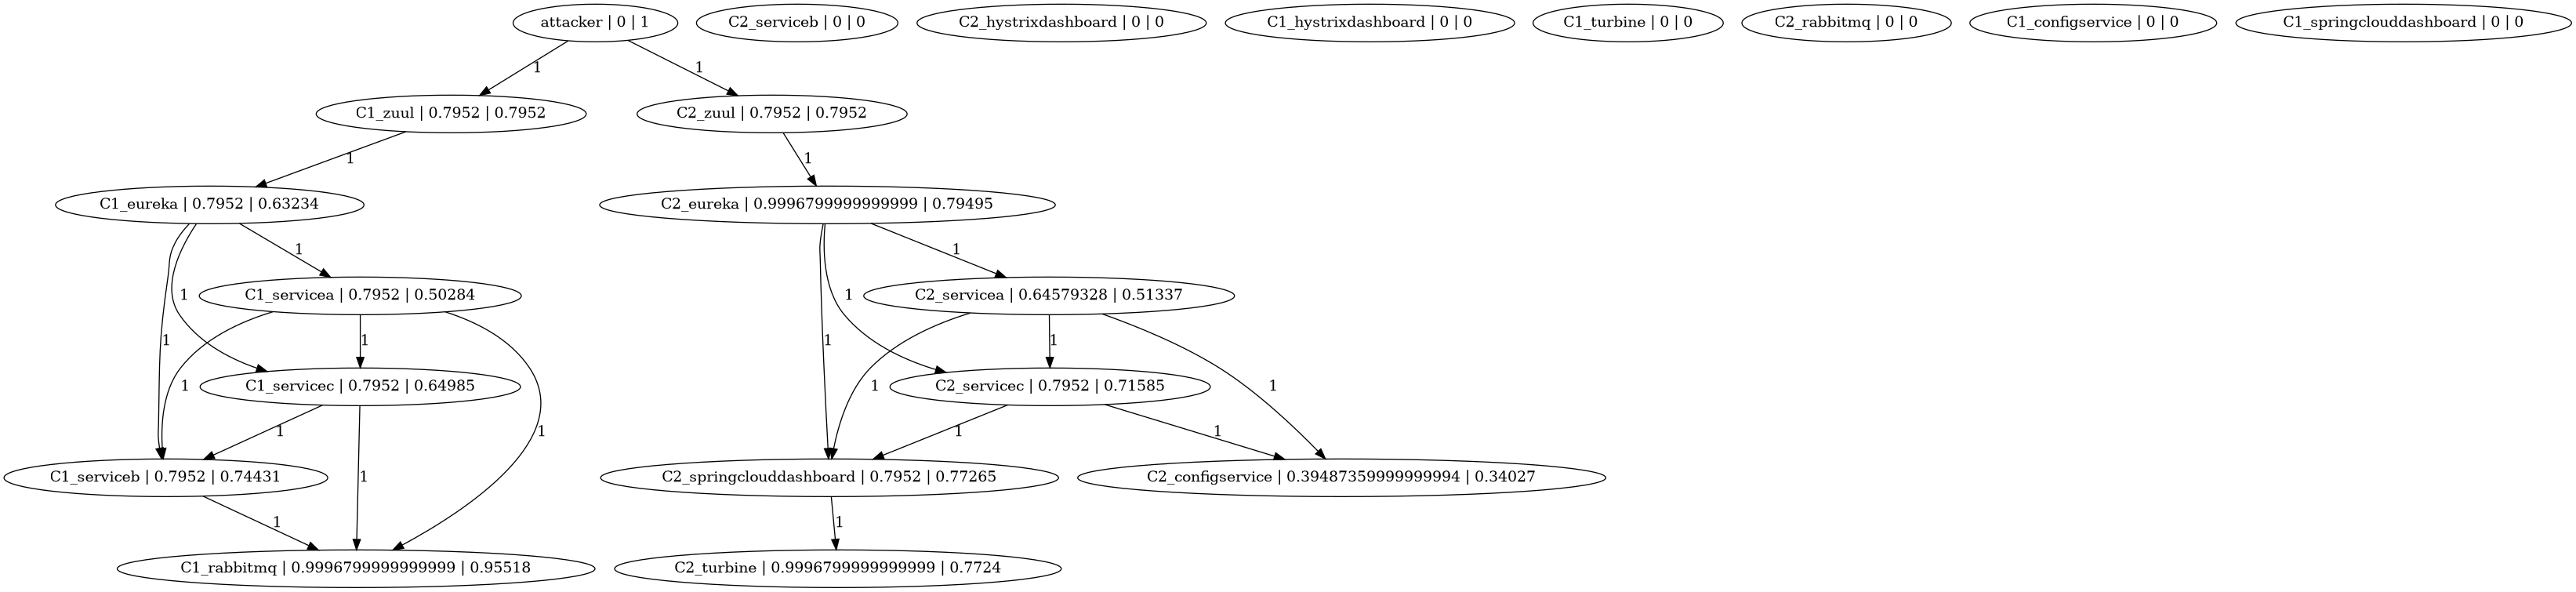 attacker | 0 | 1
C2_serviceb | 0 | 0
C2_hystrixdashboard | 0 | 0
C1_hystrixdashboard | 0 | 0
C1_turbine | 0 | 0
C2_rabbitmq | 0 | 0
C1_configservice | 0 | 0
C1_springclouddashboard | 0 | 0
1
1
C1_zuul | 0.7952 | 0.7952
C2_zuul | 0.7952 | 0.7952
1
1
C1_eureka | 0.7952 | 0.63234
C2_eureka | 0.9996799999999999 | 0.79495
1
1
C1_servicea | 0.7952 | 0.50284
C2_servicea | 0.64579328 | 0.51337
1
1
1
1
1
1
1
1
1
1
C1_servicec | 0.7952 | 0.64985
C2_servicec | 0.7952 | 0.71585
1
1
1
1
C1_serviceb | 0.7952 | 0.74431
C2_springclouddashboard | 0.7952 | 0.77265
C2_configservice | 0.39487359999999994 | 0.34027
1
1
1
C1_rabbitmq | 0.9996799999999999 | 0.95518
C2_turbine | 0.9996799999999999 | 0.7724